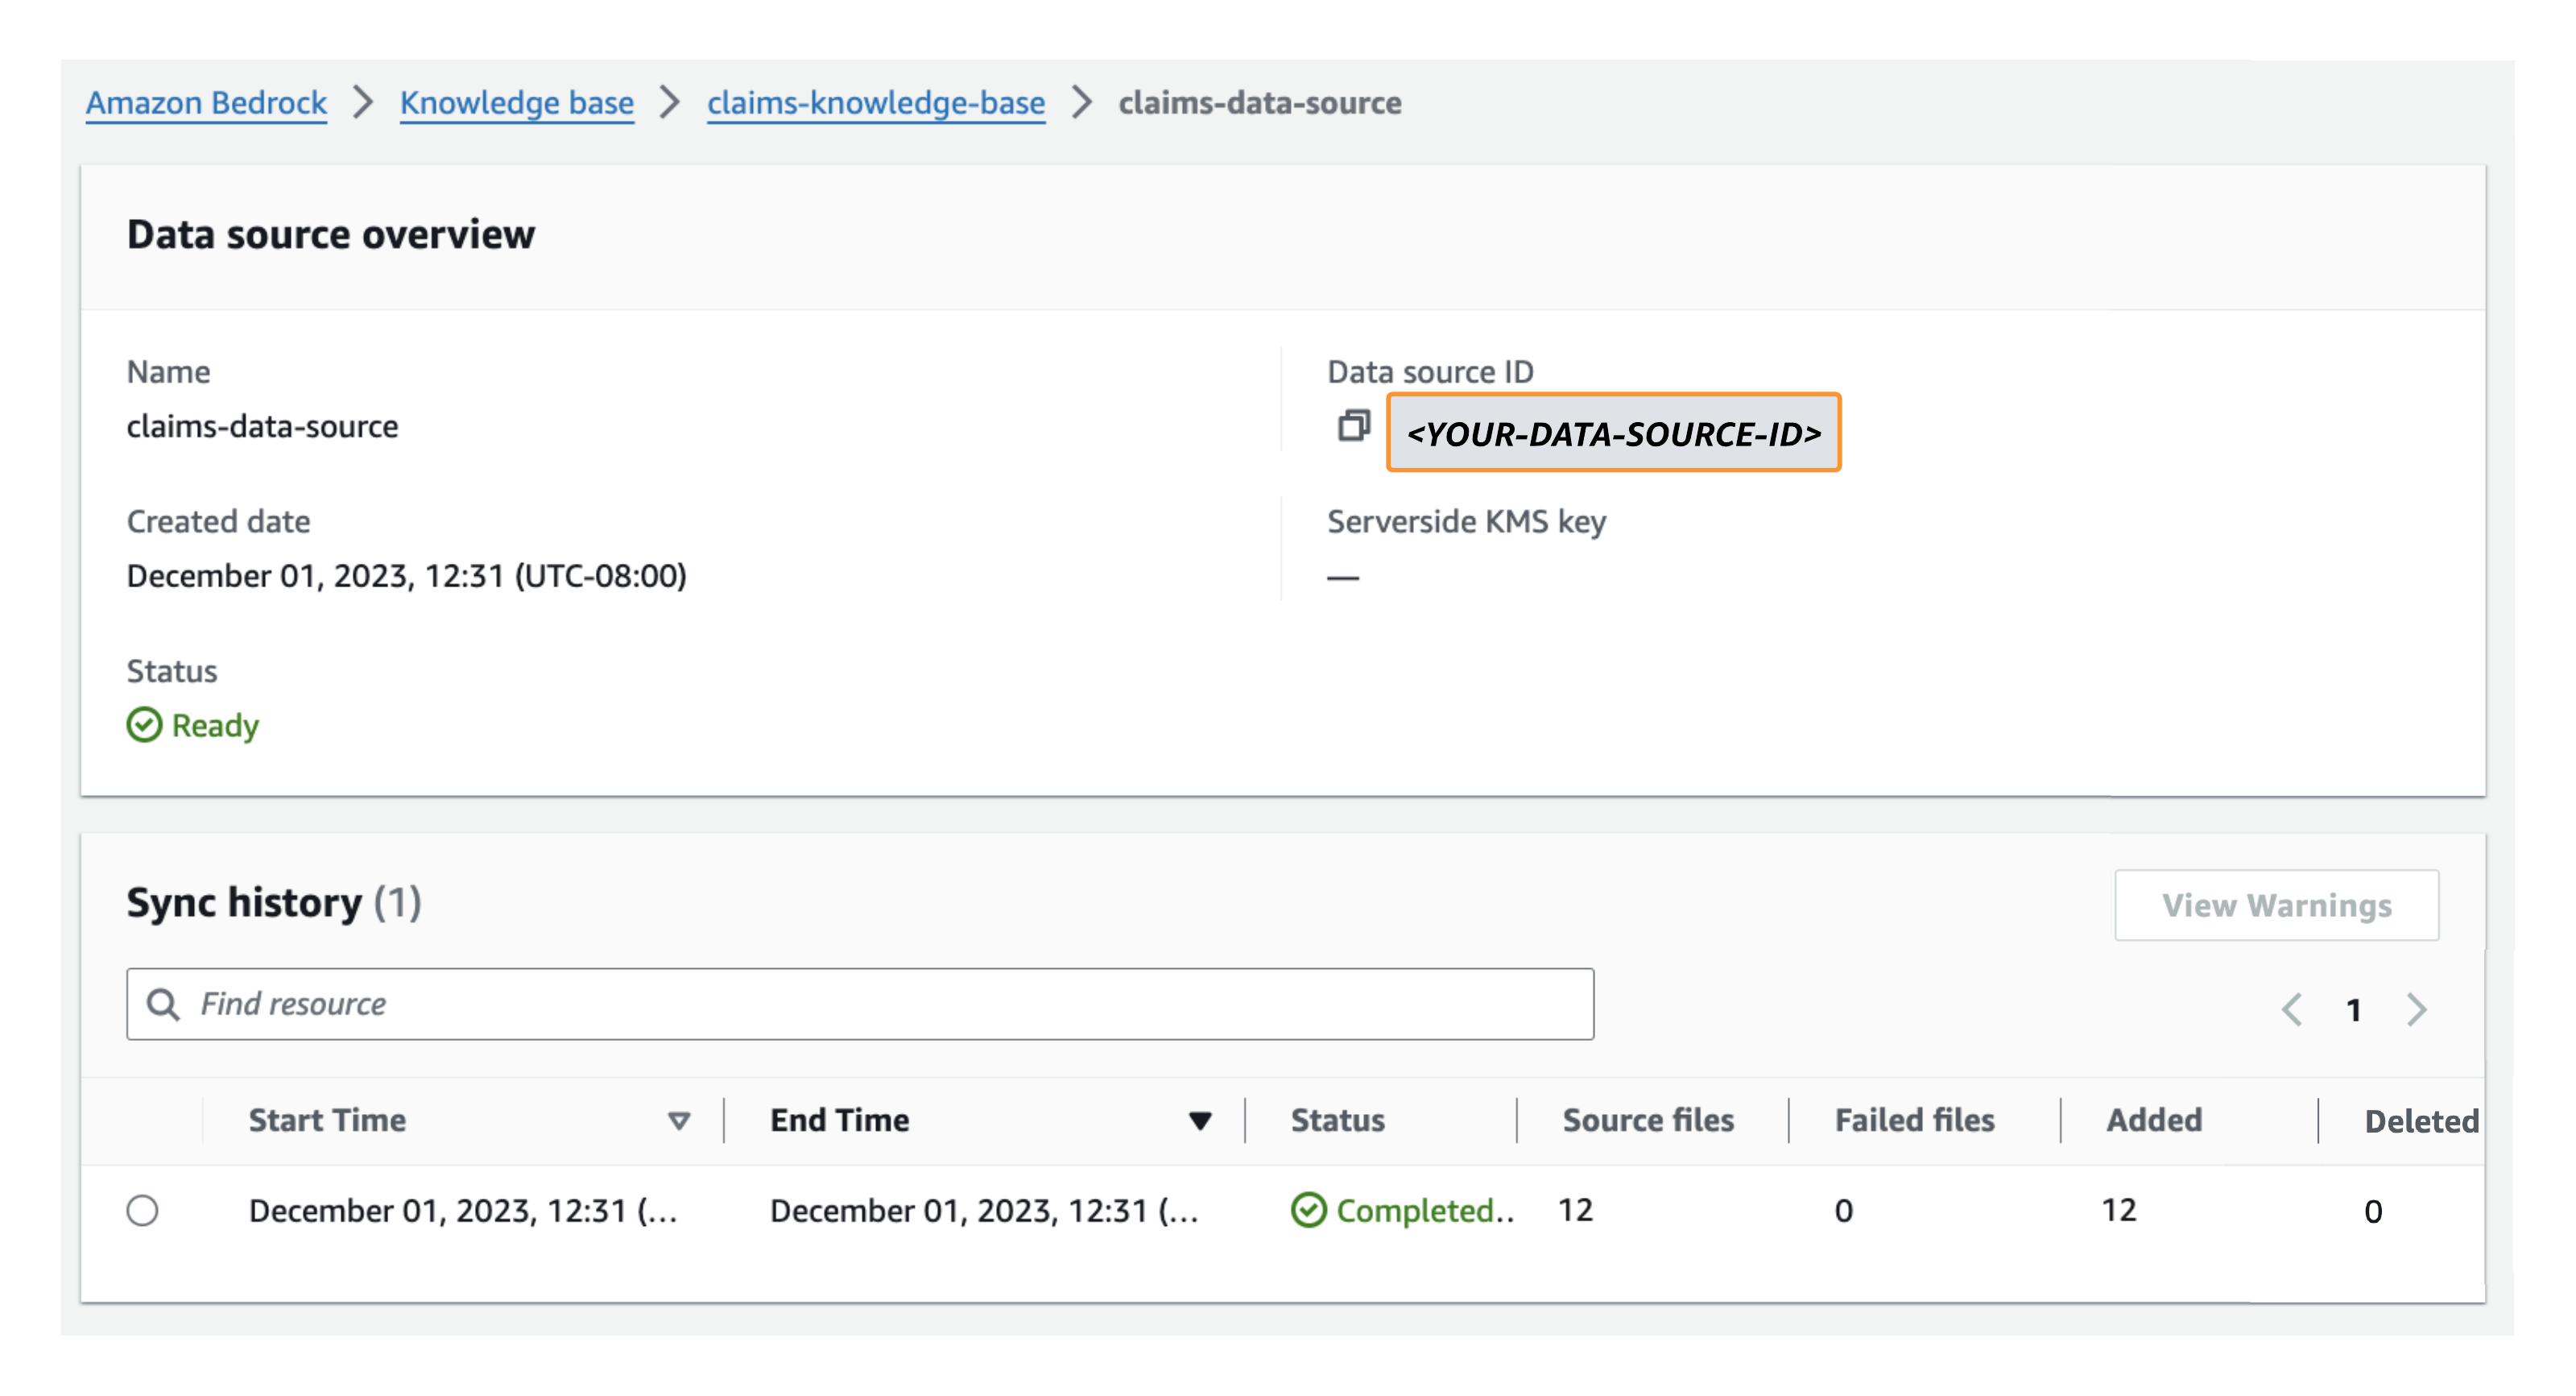 Amazon Bedrock > Knowledge base > claims-knowledge-base > claims-data-source
Data source overview
Name
claims-data-source
Data source ID
<YOUR-DATA-SOURCE-ID>
Created date
December 01, 2023, 12:31 (UTC-08:00)
Serverside KMS key
—
Status
Ready
Sync history (1)
View Warnings
Find resource
1
Start Time End Time Status Source files Failed files Added Deleted
December 01, 2023, 12:31 (... December 01, 2023, 12:31 (... Completed.. 12 0 12 0